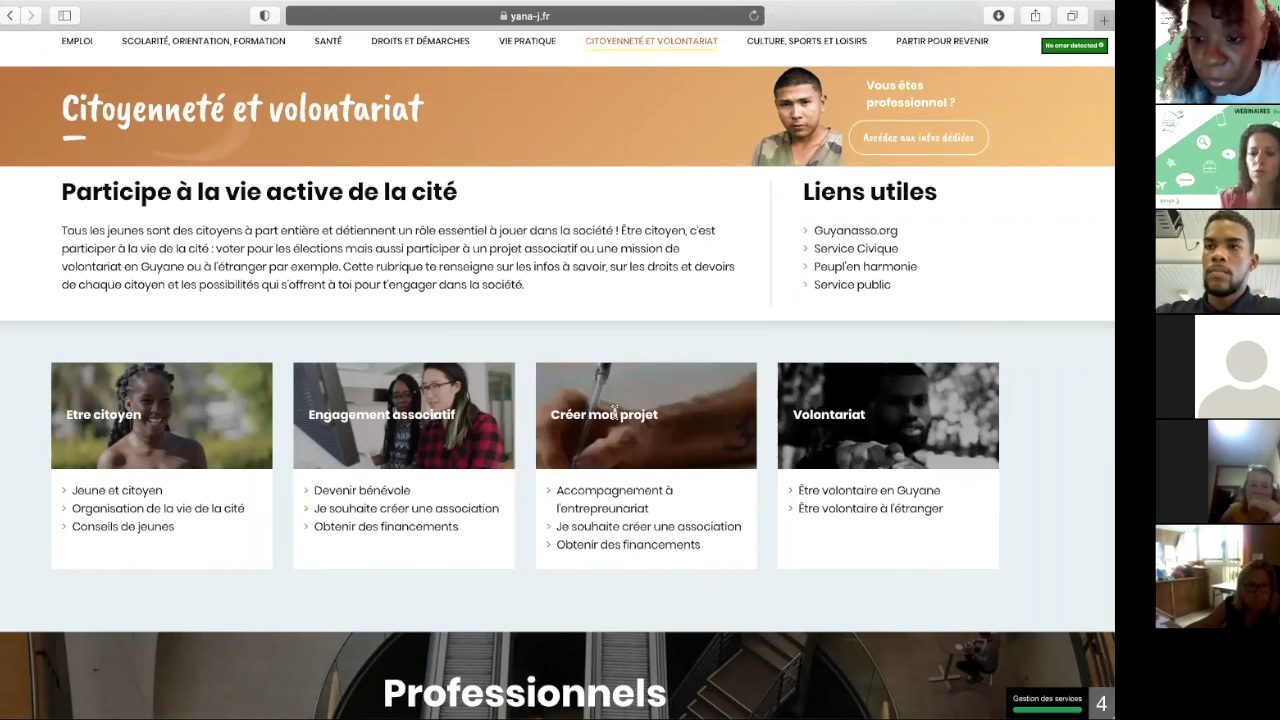 yana-j.fr
EMPLOI SCOLARITÉ, ORIENTATION, FORMATION SANTÉ DROITS ET DÉMARCHES VIE PRATIQUE CITOYENNETÉ ET VOLONTARIAT CULTURE, SPORTS ET LOISIRS PARTIR POUR REVENIR
No error detected
Citoyenneté et volontariat
Vous êtes
professionnel ?
Accédez aux infos dédiées
Participe à la vie active de la cité
Tous les jeunes sont des citoyens à part entière et détiennent un rôle essentiel à jouer dans la société ! Être citoyen, c'est
participer à la vie de la cité : voter pour les élections mais aussi participer à un projet associatif ou une mission de
volontariat en Guyane ou à l'étranger par exemple. Cette rubrique te renseigne sur les infos à savoir, sur les droits et devoirs
de chaque citoyen et les possibilités qui s'offrent à toi pour t'engager dans la société.
Liens utiles
Guyanasso.org
Service Civique
Peupl'en harmonie
Service public
Etre citoyen
Jeune et citoyen
Organisation de la vie de la cité
Conseils de jeunes
Engagement associatif
Devenir bénévole
Je souhaite créer une association
Obtenir des financements
Créer mon projet
Accompagnement à
l'entrepreunariat
Je souhaite créer une association
Obtenir des financements
Volontariat
Être volontaire en Guyane
Être volontaire à l'étranger
Professionnels
Gestion des services
4
WEBINAIRES